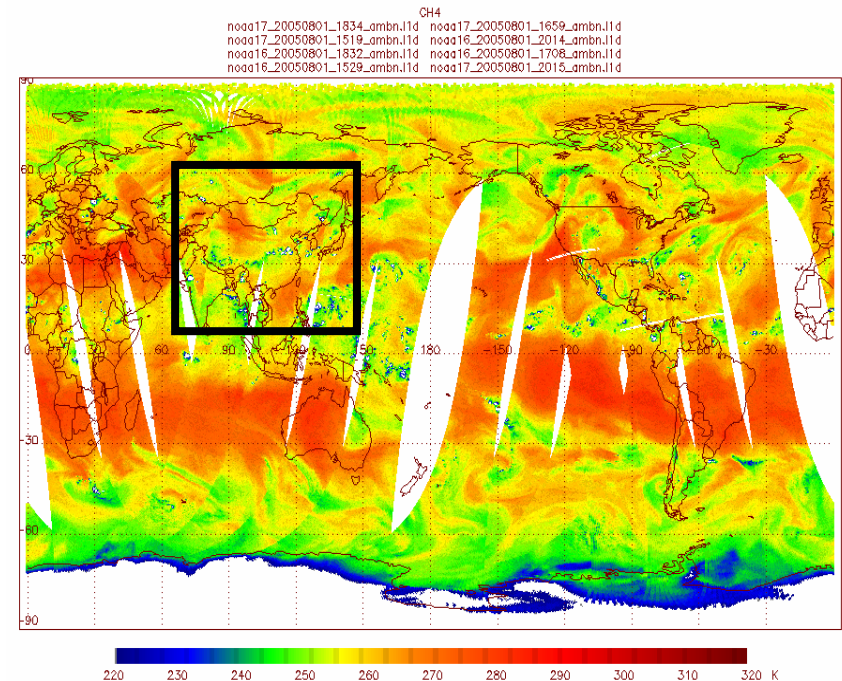 CH4
noaa17_20050801_1834_ambn.l1d noaa17_20050801_1659_ambn.l1d
noaa17_20050801_1519_ambn.l1d noaa16_20050801_2014_ambn.l1d
noaa16_20050801_1832_ambn.l1d noaa16_20050801_1708_ambn.l1d
noaa16_20050801_1529_ambn.l1d noaa17_20050801_2015_ambn.l1d
90
60
30
0 30 60 90 120 150 180 -150 -120 -90 -60 -30
-30
-60
-90
220 230 240 250 260 270 280 290 300 310 320 K